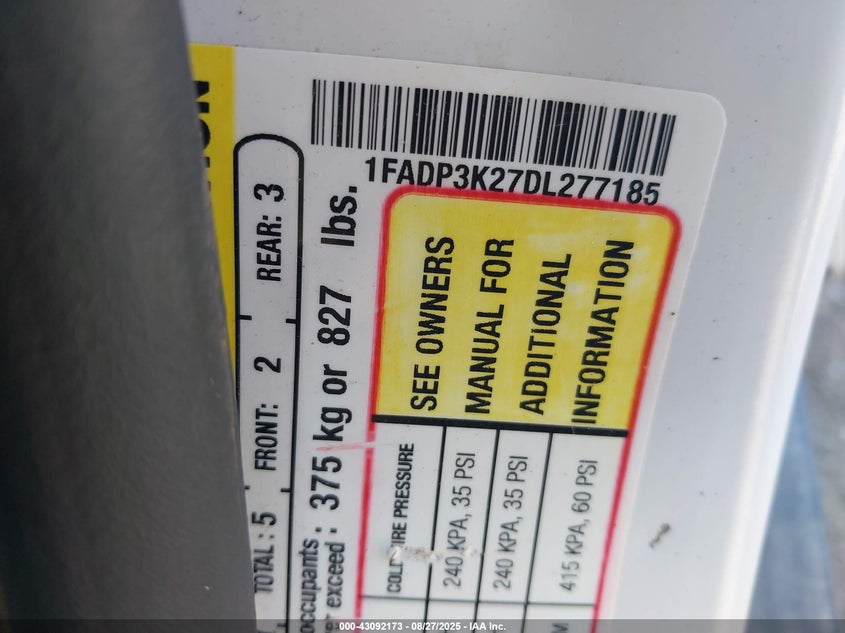 1FADP3K27DL277185
TOTAL: 5 FRONT: 2 REAR: 3
occupants :
exceed : 375 kg or 827 lbs.
COLD TIRE PRESSURE
240 KPA, 35 PSI
240 KPA, 35 PSI
415 KPA, 60 PSI
SEE OWNERS
MANUAL FOR
ADDITIONAL
INFORMATION
000-43092173 - 08/27/2025 - IAA Inc.